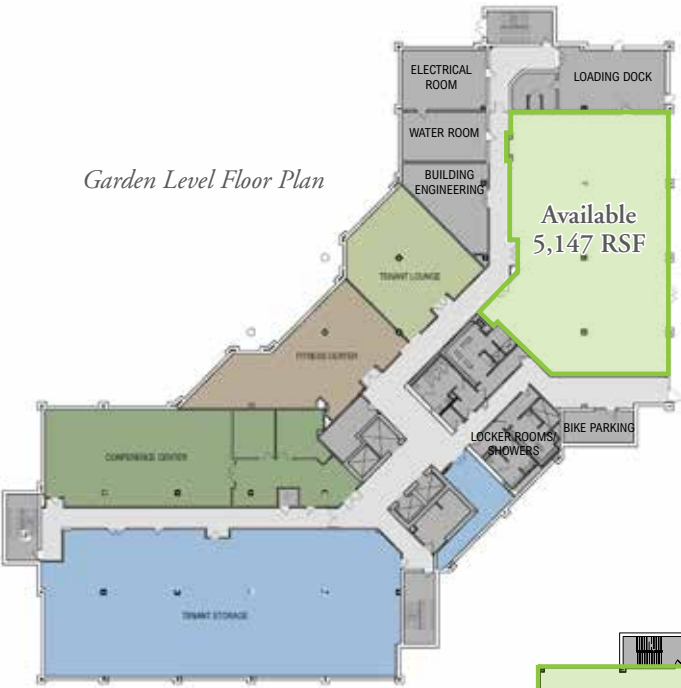 ELECTRICAL
ROOM
LOADING DOCK
WATER ROOM
Garden Level Floor Plan
BUILDING
ENGINEERING
Available
5,147 RSF
TENANT LOUNGE
FITNESS CENTER
LOCKER ROOMS/
SHOWERS
BIKE PARKING
CONFERENCE CENTER
TENANT STORAGE